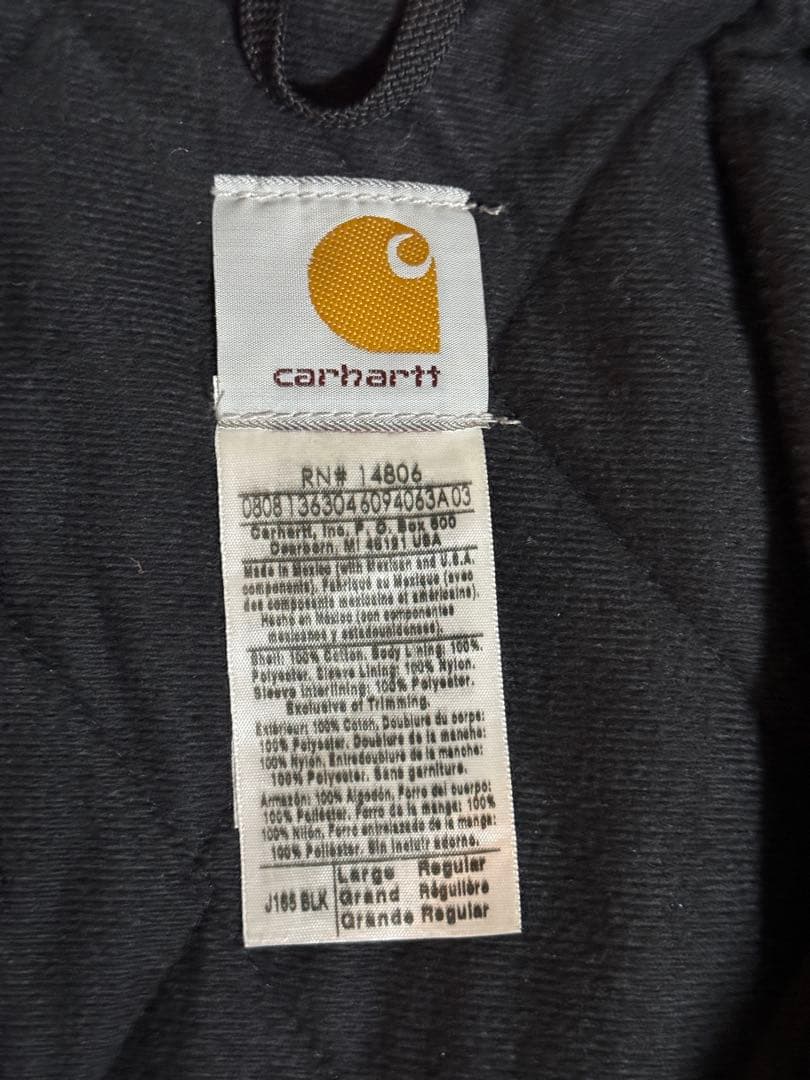 carhartt
RN# 14806
08081363046094063A03
Carhartt, Inc. P. O. Box 600
Dearborn, MI 48121 USA
Made in Mexico (with Mexican and U.S.A.
components). Fabriqué au Mexique (avec
des composants mexicains et américains).
Hecho en México (con componentes
mexicanos y estadounidenses).
Shell: 100% Cotton. Body Lining: 100%
Polyester. Sleeve Lining: 100% Nylon.
Sleeve Interlining: 100% Polyester.
Exclusive of Trimming.
Extérieur: 100% Coton. Doublure du corps:
100% Polyester. Doublure de la manche:
100% Nylon. Entredoublure de la manche:
100% Polyester. Sans garniture.
Armazón: 100% Algodón. Forro del cuerpo:
100% Poliéster. Forro de la manga: 100%
100% Nilón. Forro entrelazado de la manga:
100% Poliéster. Sin incluir adorno.
J165 BLK
Large Regular
Grand Régulière
Grande Regular